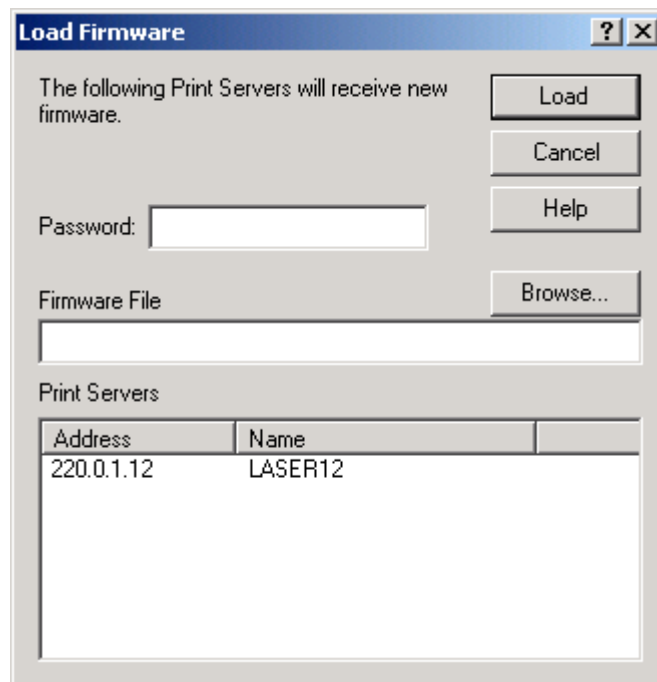 Load Firmware
The following Print Servers will receive new
firmware.
Load
Cancel
Help
Password:
Browse...
Firmware File
Print Servers
Address Name
220.0.1.12 LASER12